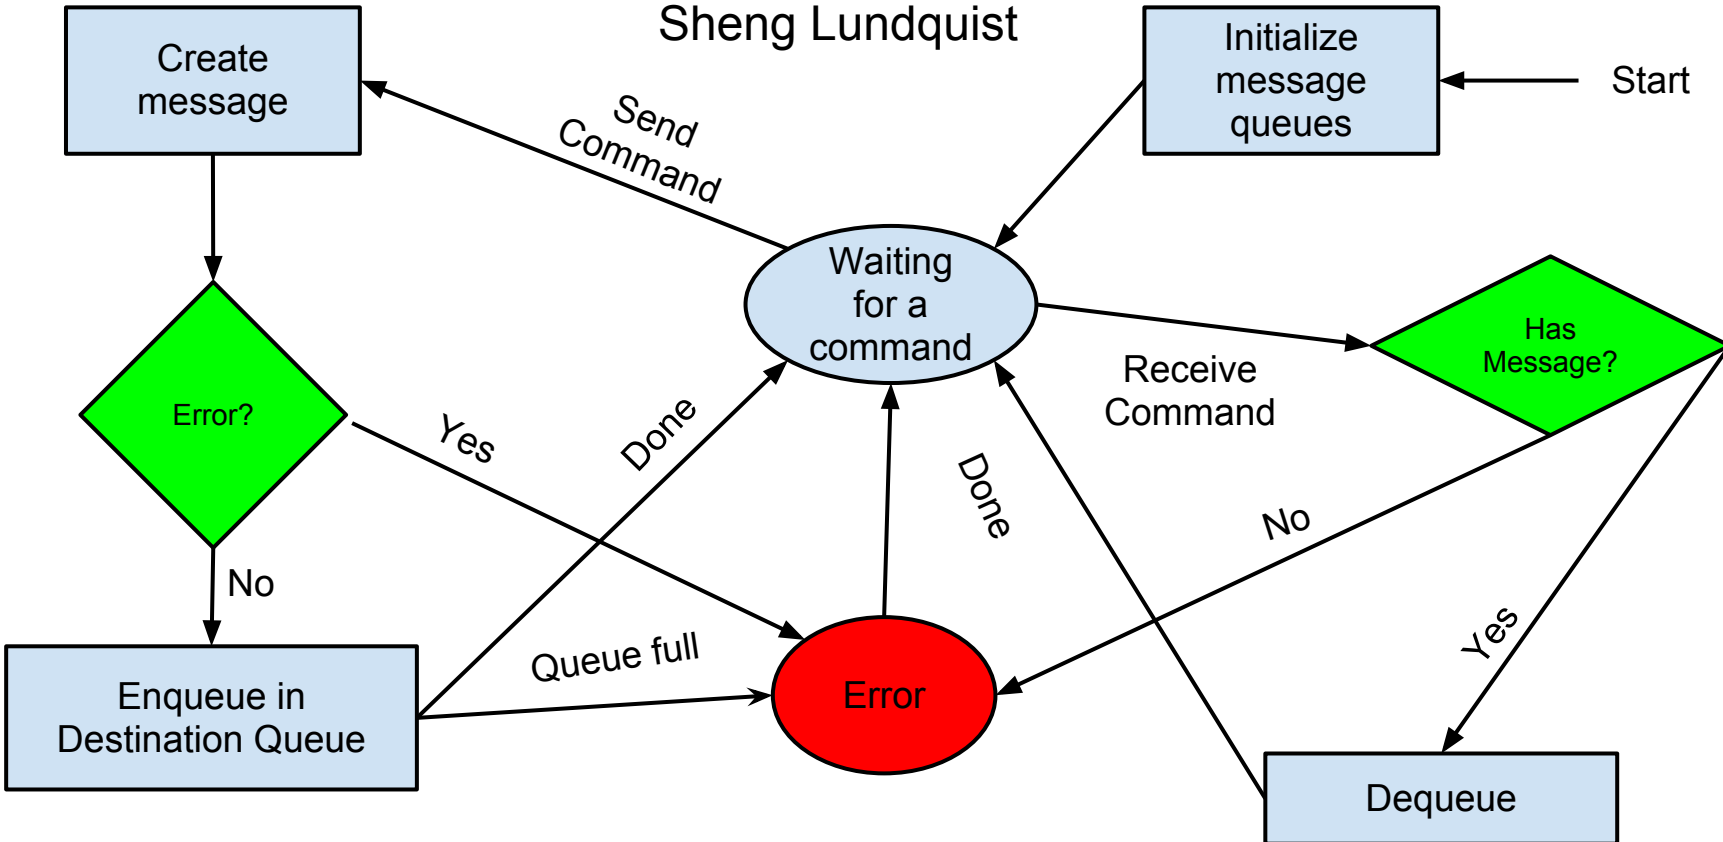 Sheng Lundquist
Create
message
Initialize
message
queues
Start
Send
Command
Waiting
for a
command
Has
Message?
Receive
Command
Error?
Yes
Done
Done
No
No
Yes
Queue full
Enqueue in
Destination Queue
Error
Dequeue